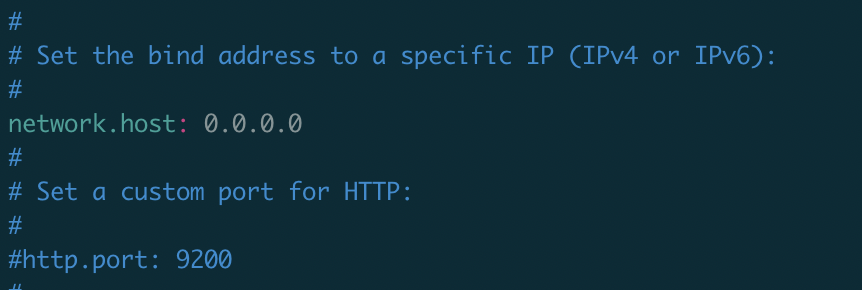 #
# Set the bind address to a specific IP (IPv4 or IPv6):
#
network.host: 0.0.0.0
#
# Set a custom port for HTTP:
#
#http.port: 9200
#